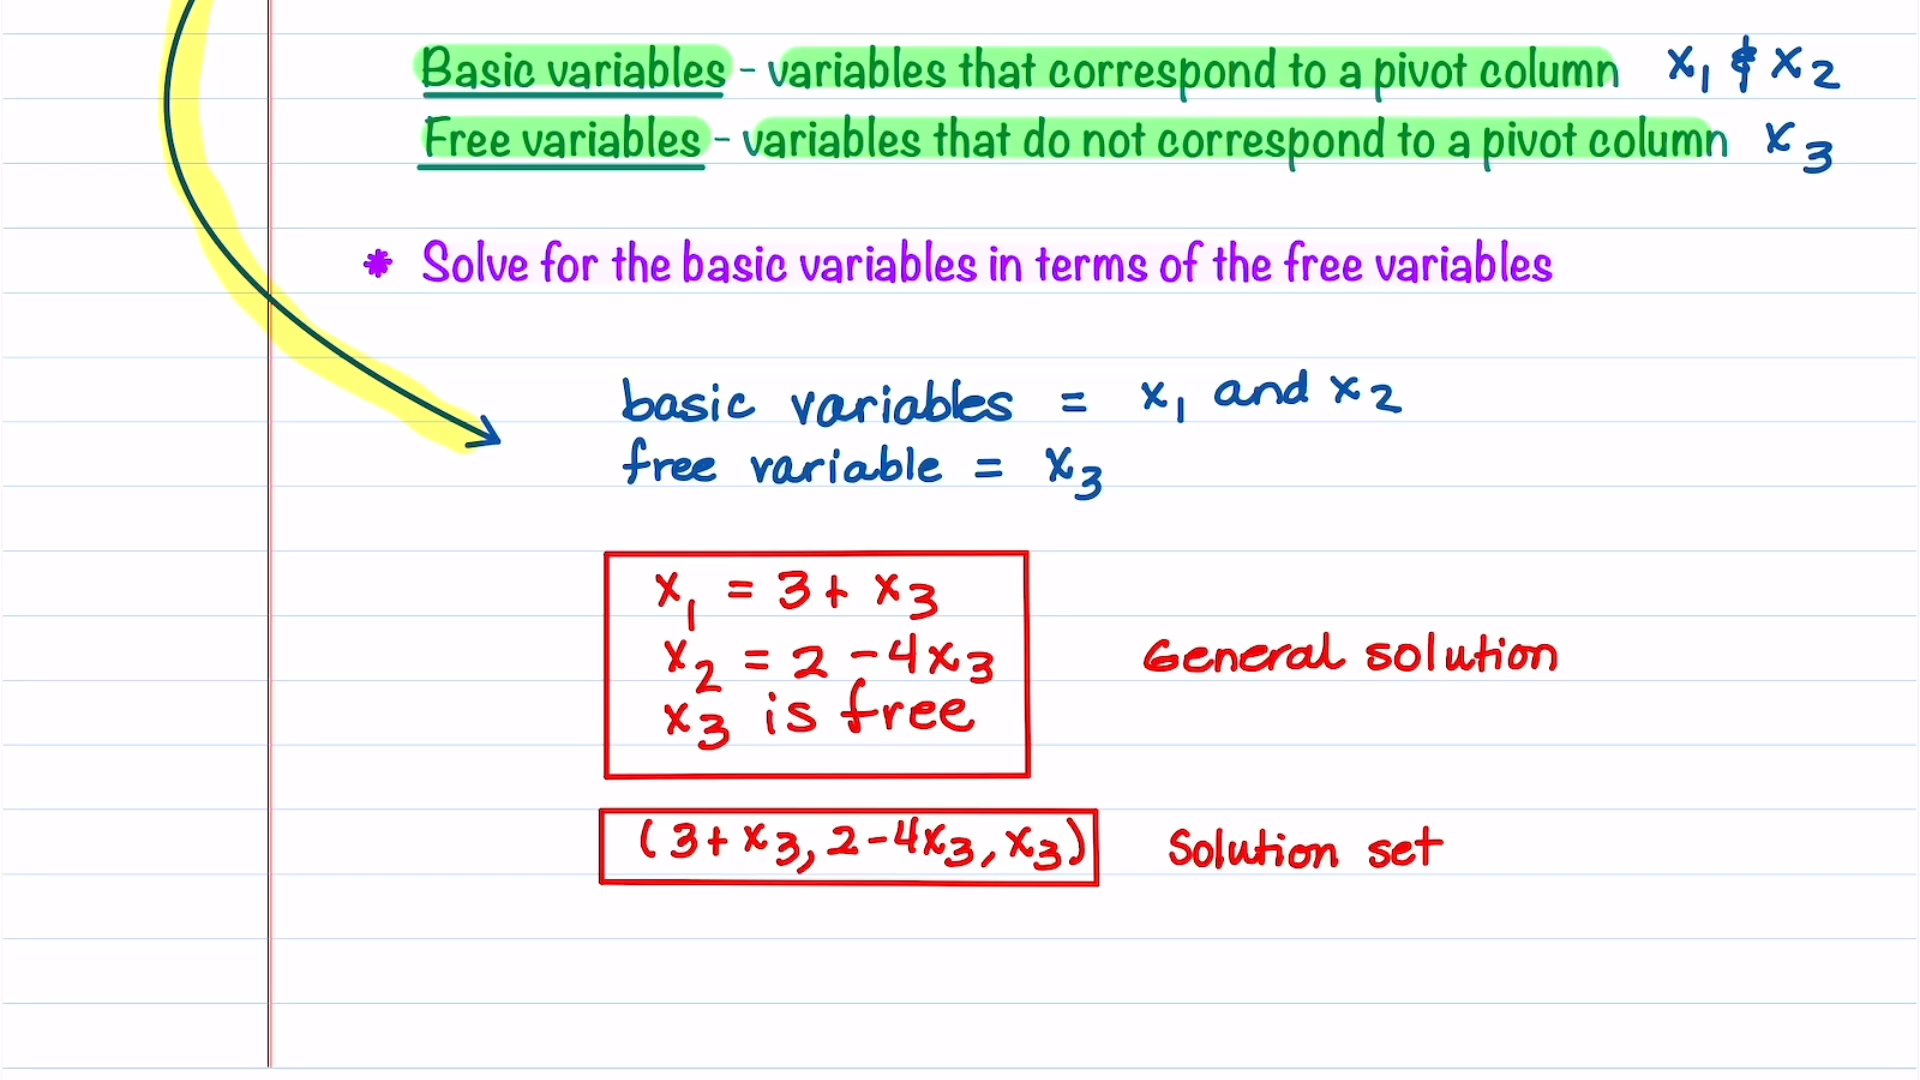 Basic variables - variables that correspond to a pivot column x₁ & x₂
Free variables - variables that do not correspond to a pivot column x₃
* Solve for the basic variables in terms of the free variables
basic variables = x₁ and x₂
free variable = x₃
x₁ = 3 + x₃
x₂ = 2 - 4x₃
General solution
x₃ is free
(3 + x₃, 2 - 4x₃, x₃) Solution set